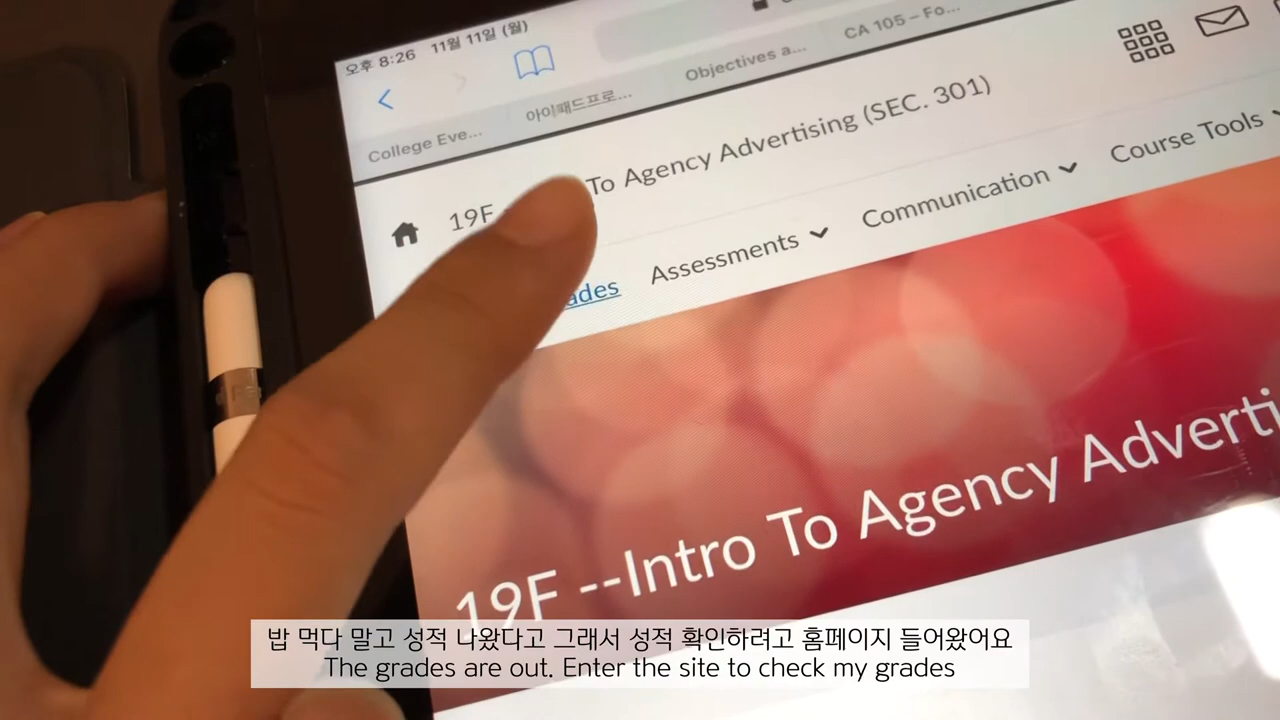 오후 8:26 11월 11일 (월)
College Eve...
아이패드프로...
Objectives a...
CA 105 – Fo...
19F To Agency Advertising (SEC. 301)
ades Assessments Communication Course Tools
19F --Intro To Agency Adverti
밥 먹다 말고 성적 나왔다고 그래서 성적 확인하려고 홈페이지 들어왔어요
The grades are out. Enter the site to check my grades